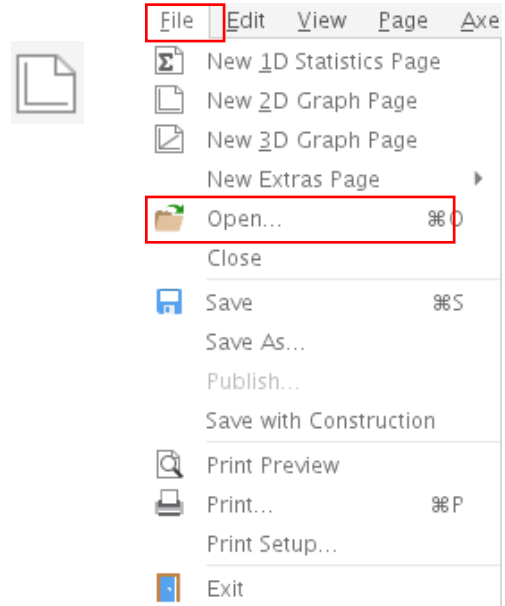 File Edit View Page Axe
Σ New 1D Statistics Page
New 2D Graph Page
New 3D Graph Page
New Extras Page
Open... ⌘O
Close
Save ⌘S
Save As...
Publish...
Save with Construction
Print Preview
Print... ⌘P
Print Setup...
Exit